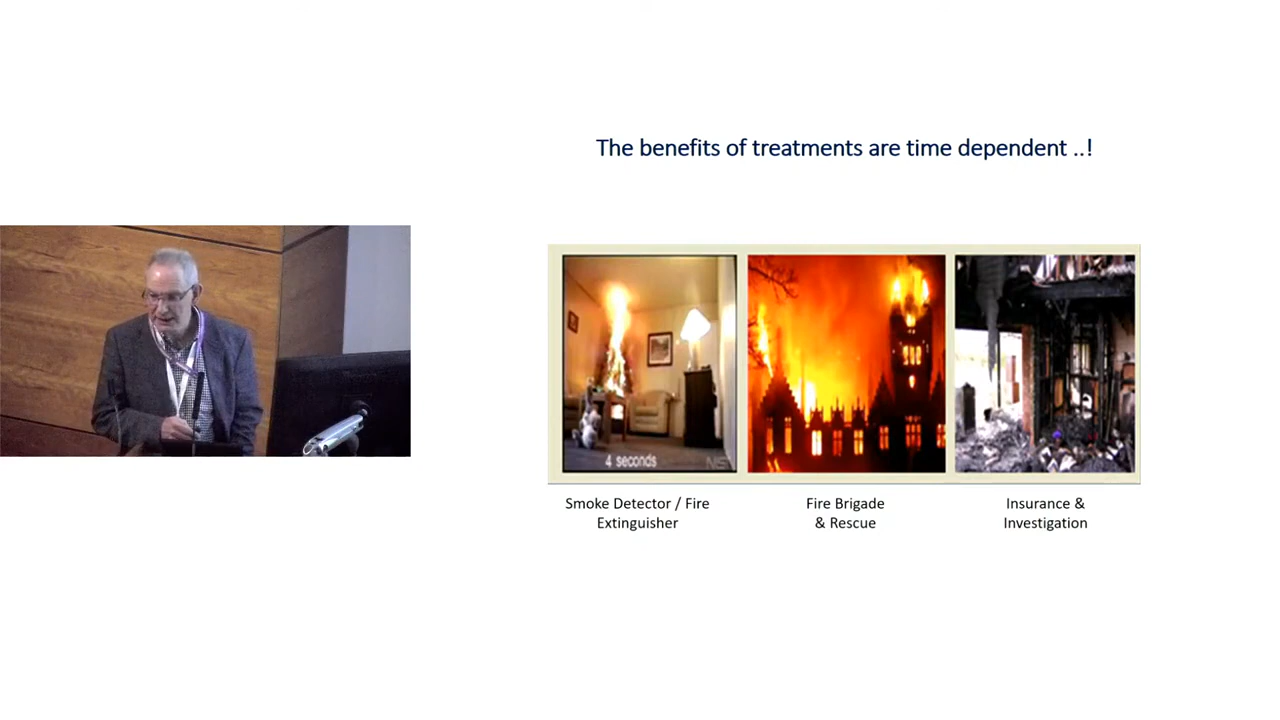 The benefits of treatments are time dependent ..!
4 seconds
Smoke Detector / Fire
Extinguisher
Fire Brigade
& Rescue
Insurance &
Investigation